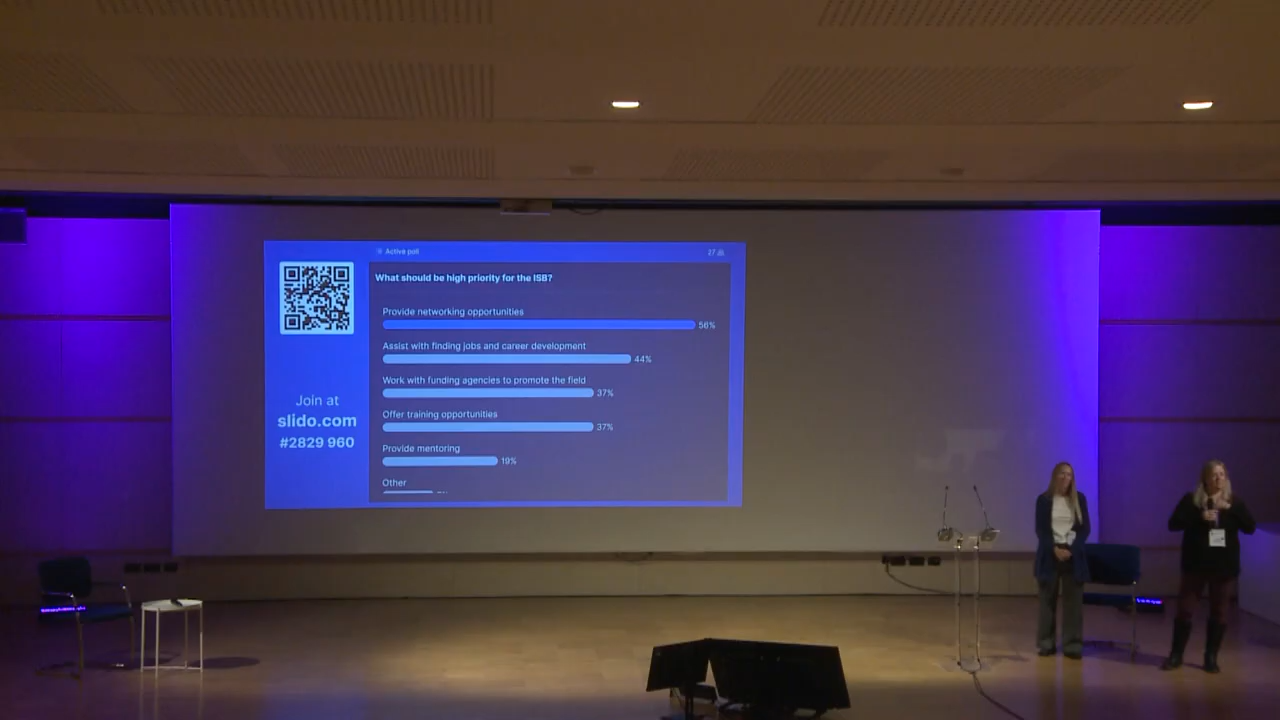 Active poll
27
What should be high priority for the ISB?
Provide networking opportunities
56%
Assist with finding jobs and career development
44%
Work with funding agencies to promote the field
37%
Offer training opportunities
37%
Provide mentoring
19%
Other
Join at
slido.com
#2829 960